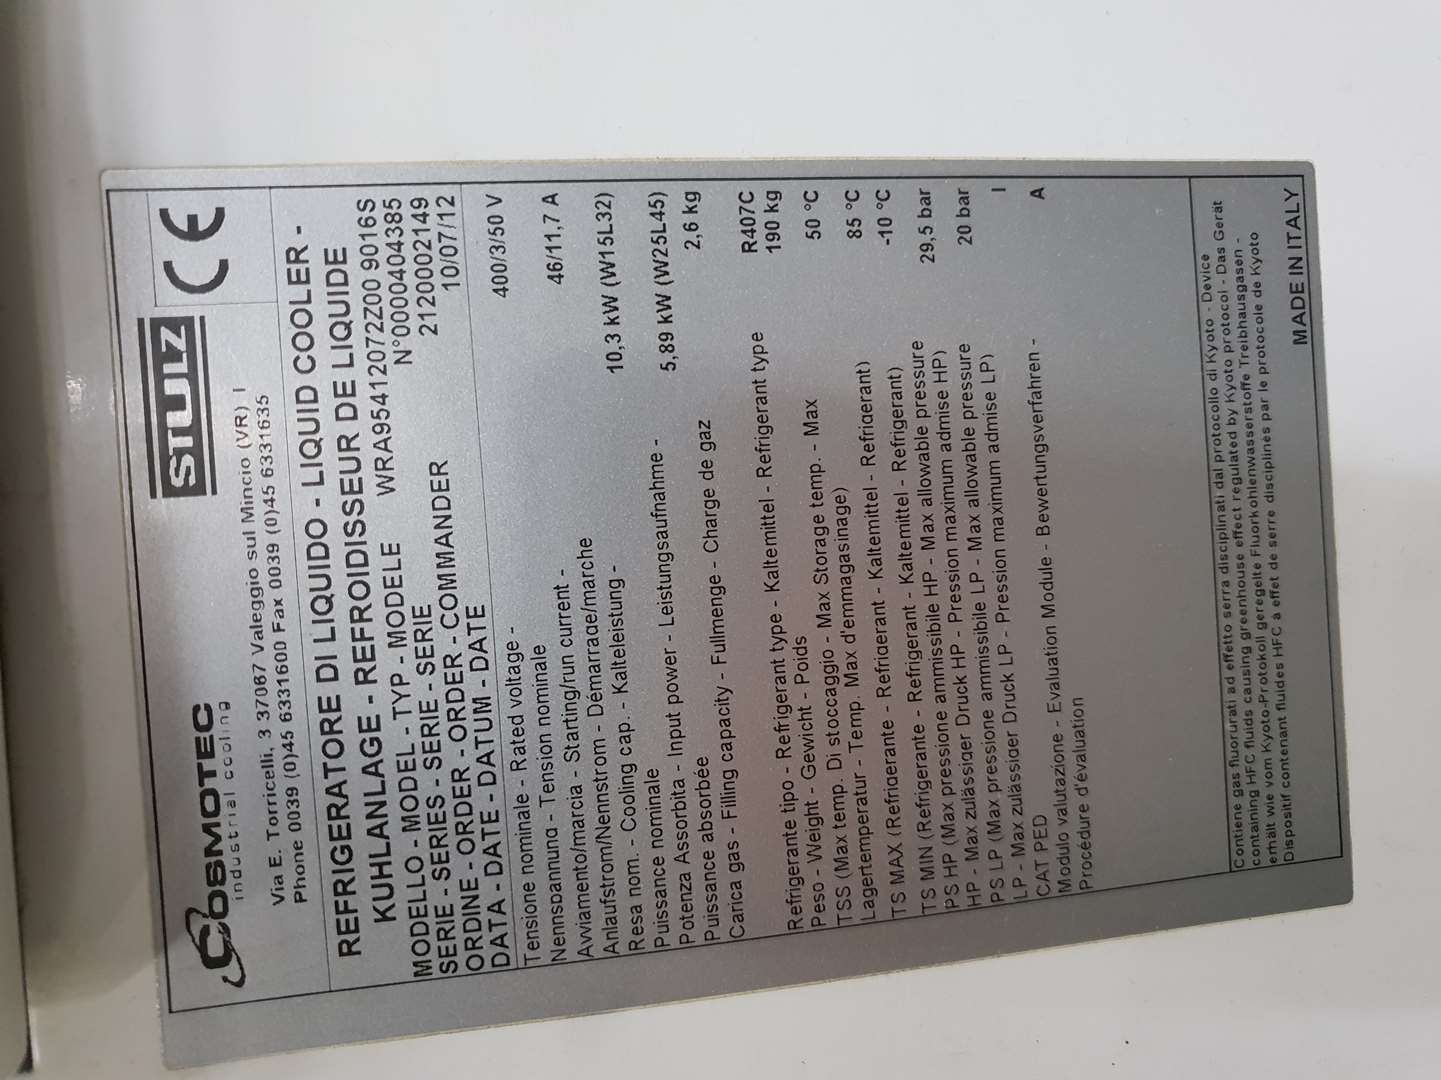 COSMOTEC
industrial cooling
STULZ
CE
Via E. Torricelli, 3 37067 Valeggio sul Mincio (VR) I
Phone 0039 (0)45 6331600 Fax 0039 (0)45 6331635
REFRIGERATORE DI LIQUIDO - LIQUID COOLER -
KUHLANLAGE - REFROIDISSEUR DE LIQUIDE
MODELLO - MODEL - TYP - MODELE WRA95412072Z00 9016S
SERIE - SERIES - SERIE - SERIE N°0000404385
ORDINE - ORDER - ORDER - COMMANDER 2120002149
DATA - DATE - DATUM - DATE 10/07/12
Tensione nominale - Rated voltage - 400/3/50 V
Nennspannung - Tension nominale
Avviamento/marcia - Starting/run current - 46/11,7 A
Anlaufstrom/Nennstrom - Démarrage/marche
Resa nom. - Cooling cap. - Kalteleistung - 10,3 kW (W15L32)
Puissance nominale
Potenza Assorbita - Input power - Leistungsaufnahme - 5,89 kW (W25L45)
Puissance absorbée
Carica gas - Filling capacity - Fullmenge - Charge de gaz 2,6 kg
Refrigerante tipo - Refrigerant type - Kaltemittel - Refrigerant type R407C
Peso - Weight - Gewicht - Poids 190 kg
TSS (Max temp. Di stoccaggio - Max Storage temp. - Max 50 °C
Lagertemperatur - Temp. Max d'emmagasinage)
TS MAX (Refrigerante - Refrigerant - Kaltemittel - Refrigerant) 85 °C
TS MIN (Refrigerante - Refrigerant - Kaltemittel - Refrigerant) -10 °C
PS HP (Max pressione ammissibile HP - Max allowable pressure 29,5 bar
HP - Max zulässiger Druck HP - Pression maximum admise HP)
PS LP (Max pressione ammissibile LP - Max allowable pressure 20 bar
LP - Max zulässiger Druck LP - Pression maximum admise LP)
CAT PED I
Modulo valutazione - Evaluation Module - Bewertungsverfahren - A
Procédure d'évaluation
Contiene gas fluorurati ad effetto serra disciplinati dal protocollo di Kyoto - Device
containing HFC fluids causing greenhouse effect regulated by Kyoto protocol - Das Gerät
erhält wie vom Kyoto-Protokoll geregelte Fluorkohlenwasserstoffe Treibhausgasen -
Dispositif contenant fluides HFC a effet de serre disciplinés par le protocole de Kyoto
MADE IN ITALY